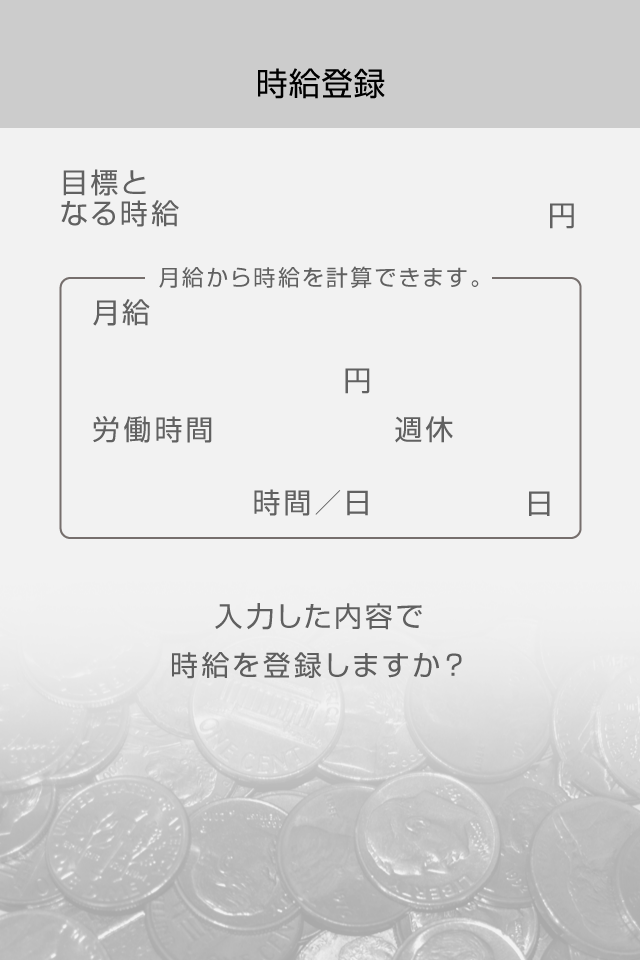 時給登録
目標と
なる時給
円
月給から時給を計算できます。
月給
円
労働時間
週休
時間／日
日
入力した内容で
時給を登録しますか？